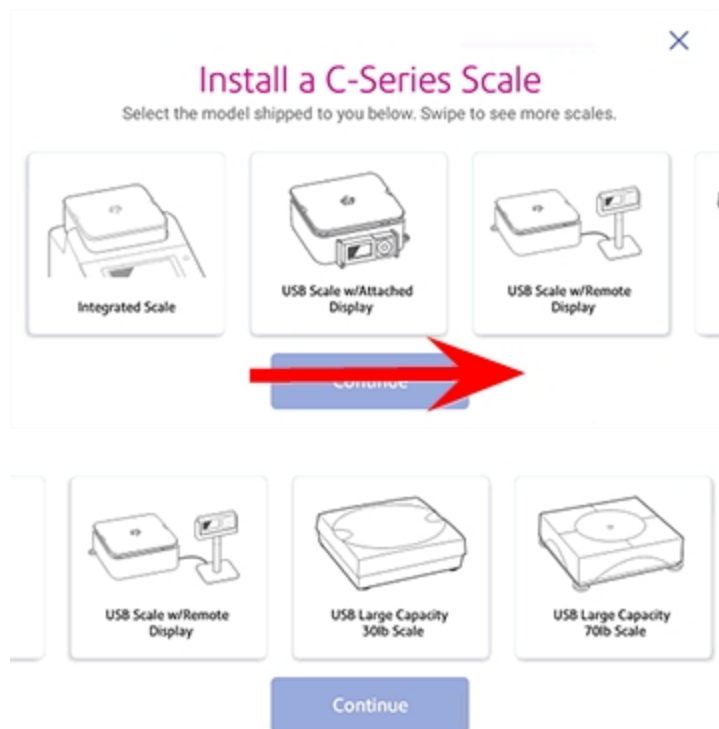 Install a C-Series Scale
Select the model shipped to you below. Swipe to see more scales.
Integrated Scale
USB Scale w/Attached
Display
USB Scale w/Remote
Display
Continue
USB Scale w/Remote
Display
USB Large Capacity
30lb Scale
USB Large Capacity
70lb Scale
Continue